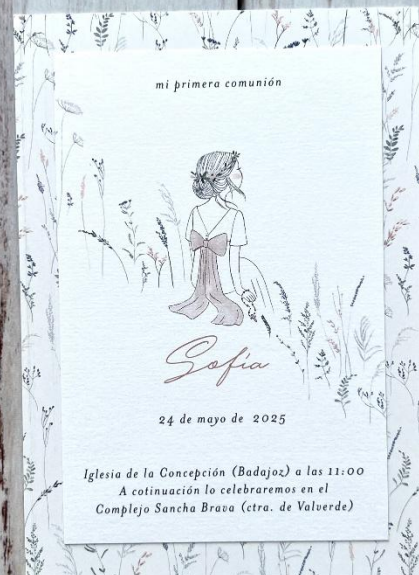 mi primera comunión
Sofía
24 de mayo de 2025
Iglesia de la Concepción (Badajoz) a las 11:00
A cotinuación lo celebraremos en el
Complejo Sancha Brava (ctra. de Valverde)